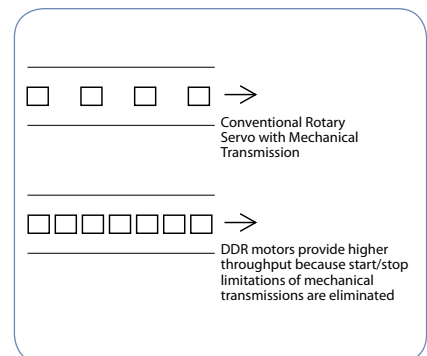 Conventional Rotary
Servo with Mechanical
Transmission
DDR motors provide higher
throughput because start/stop
limitations of mechanical
transmissions are eliminated